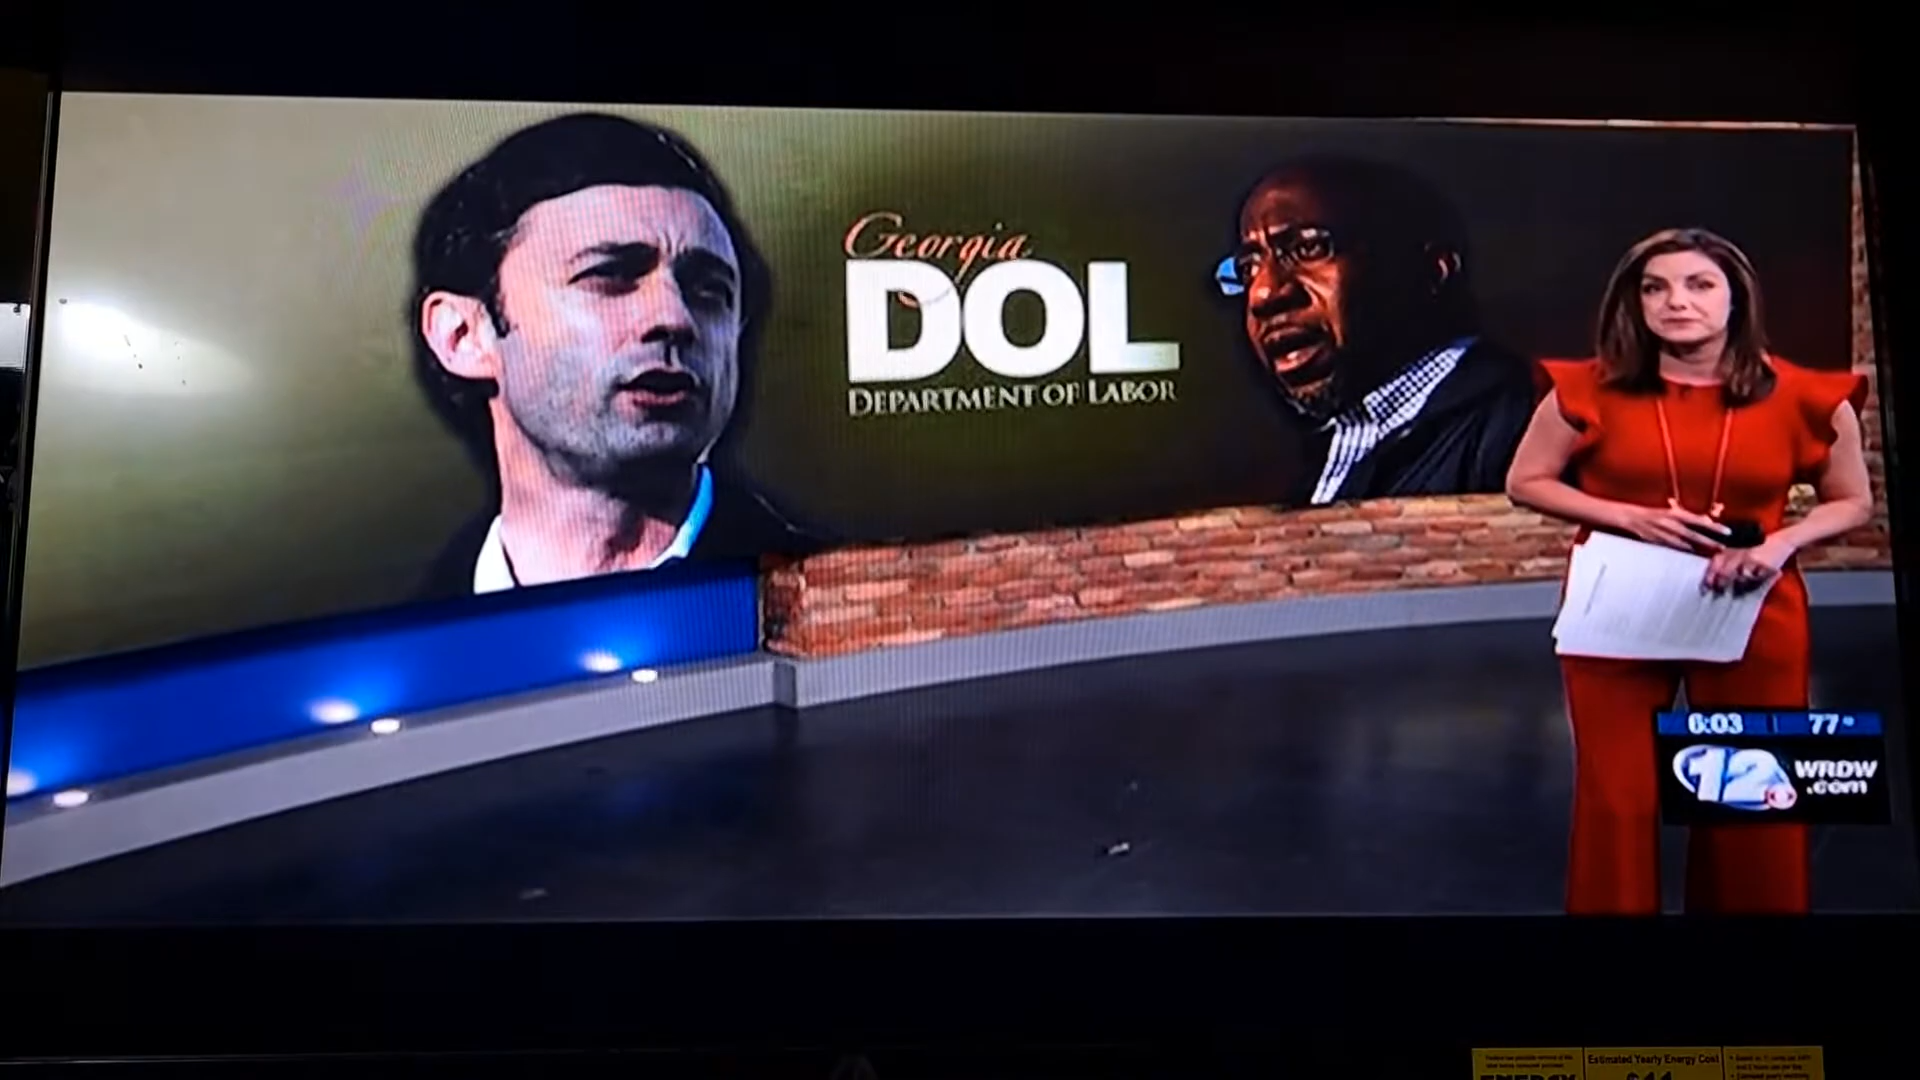 Georgia
DOL
DEPARTMENT OF LABOR
6:03 77°
12 WRDW
.com
Estimated Yearly Energy Cost